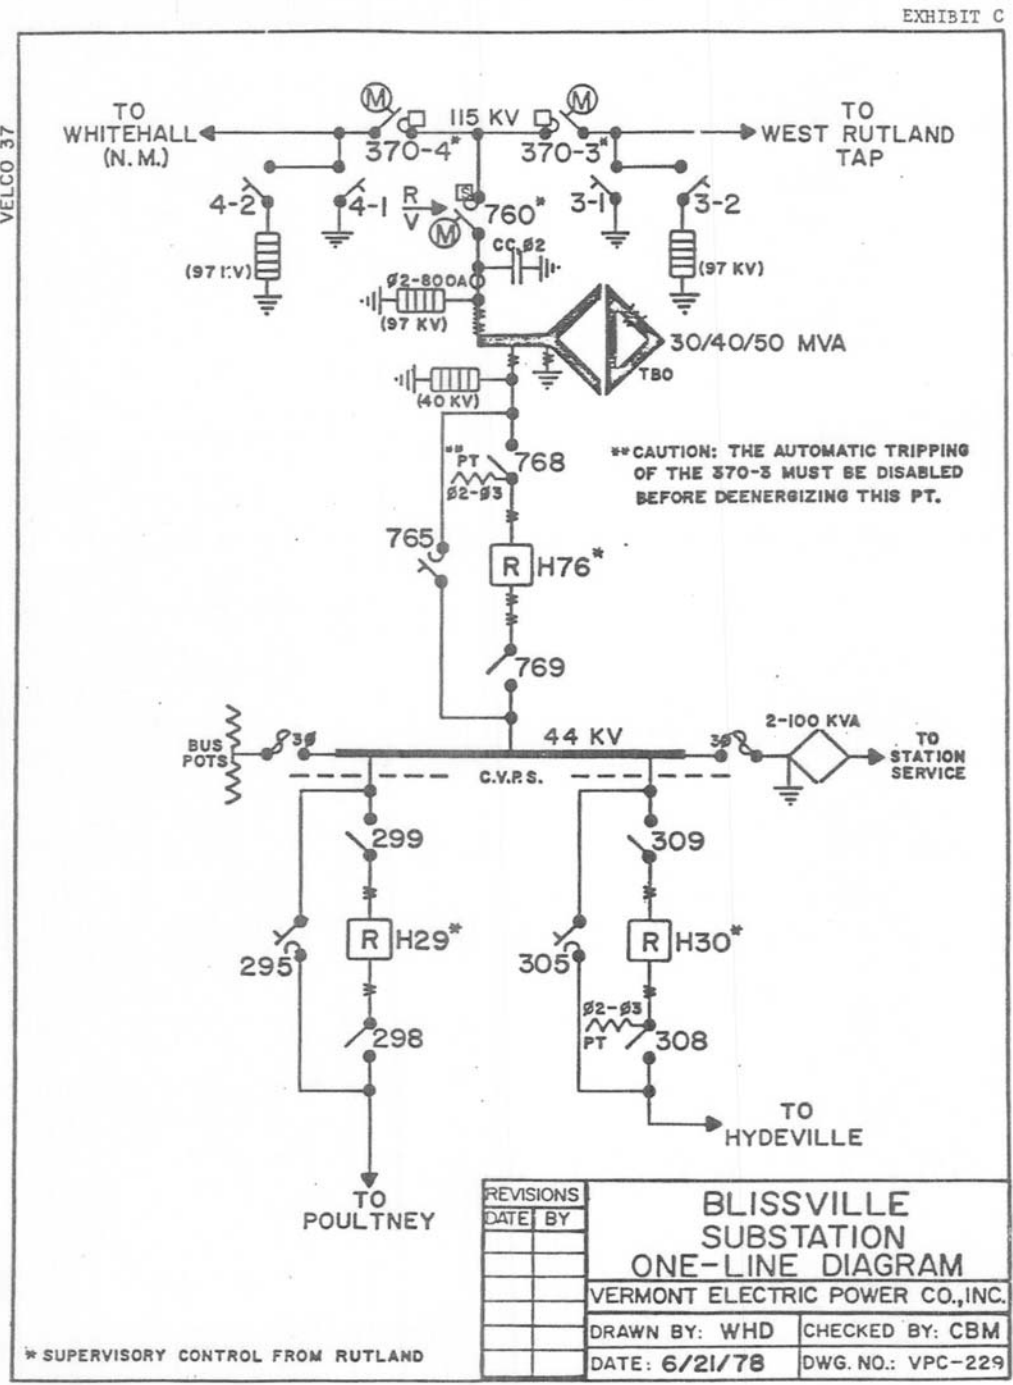 EXHIBIT C
VELCO 37
TO
WHITEHALL
(N.M.)
M
115 KV
M
TO
WEST RUTLAND
TAP
370-4*
370-3*
4-2
4-1
R
V
S
760*
M
3-1
3-2
(97 KV)
CC, Ø2
(97 KV)
Ø2-800A
(97 KV)
30/40/50 MVA
TBO
(40 KV)
**CAUTION: THE AUTOMATIC TRIPPING
OF THE 370-3 MUST BE DISABLED
BEFORE DEENERGIZING THIS PT.
**PT
768
Ø2-Ø3
765
R
H76*
769
BUS
POTS
3Ø
44 KV
3Ø
2-100 KVA
TO
STATION
SERVICE
C.V.P.S.
299
309
R
H29*
R
H30*
295
305
298
Ø2-Ø3
PT
308
TO
HYDEVILLE
TO
POULTNEY
REVISIONS
DATE BY
BLISSVILLE
SUBSTATION
ONE-LINE DIAGRAM
VERMONT ELECTRIC POWER CO., INC.
DRAWN BY: WHD
CHECKED BY: CBM
DATE: 6/21/78
DWG. NO.: VPC-229
* SUPERVISORY CONTROL FROM RUTLAND